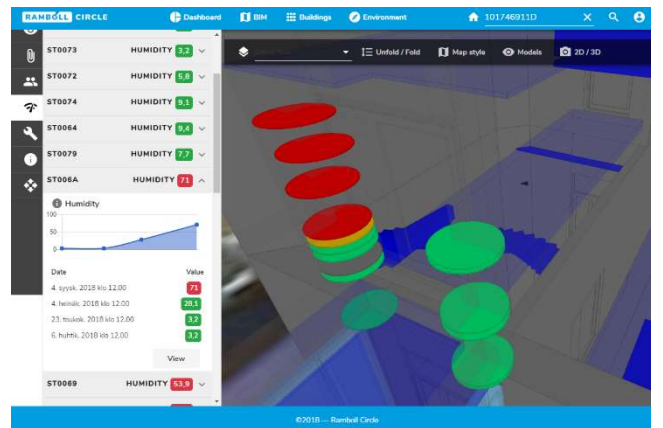 RAMBOLL CIRCLE
Dashboard
BIM
Buildings
Environment
101746911D
ST0073 HUMIDITY 3,2
ST0072 HUMIDITY 5,8
ST0074 HUMIDITY 9,1
ST0064 HUMIDITY 9,4
ST0079 HUMIDITY 7,7
ST006A HUMIDITY 71
Humidity
100
50
0
Date Value
4. syysk. 2018 klo 12.00 71
4. heinäk. 2018 klo 12.00 28,1
23. toukok. 2018 klo 12.00 3,2
6. huhtik. 2018 klo 12.00 3,2
View
ST0069 HUMIDITY 53,9
Unfold / Fold
Map style
Models
2D / 3D
©2018 — Ramboll Circle